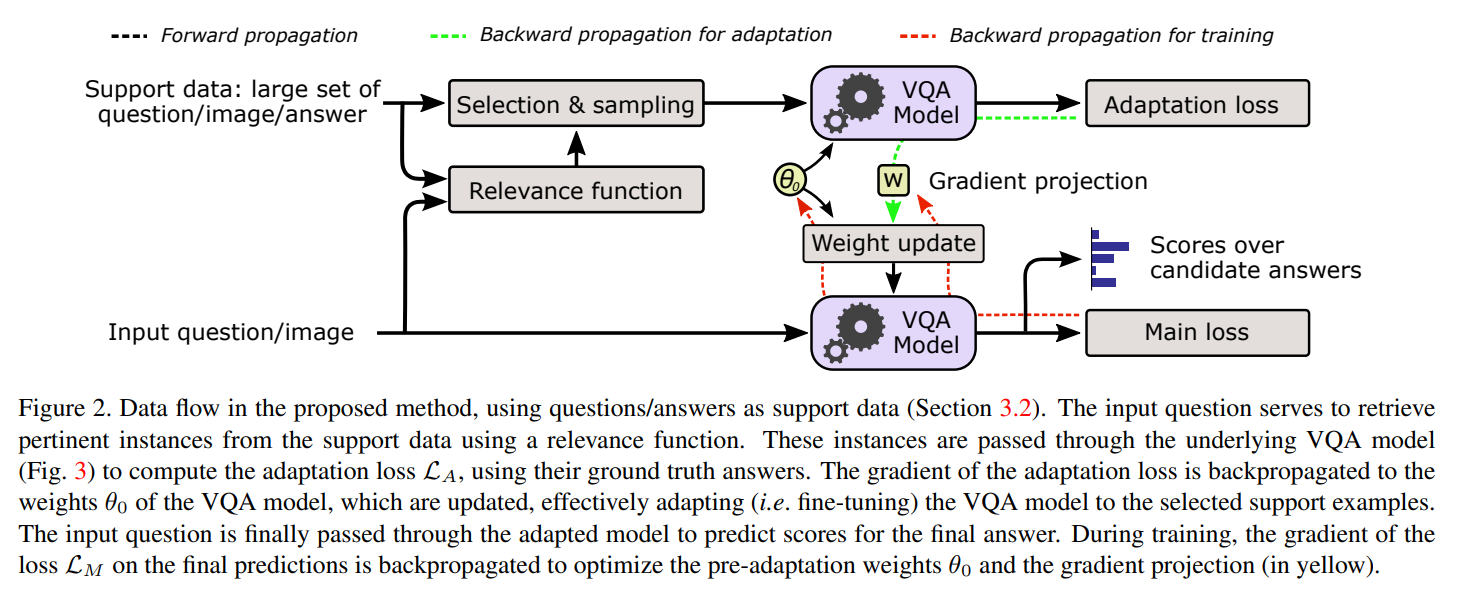 Forward propagation
Backward propagation for adaptation
Backward propagation for training
Support data: large set of
question/image/answer
Selection & sampling
VQA
Model
Adaptation loss
Relevance function
θ0
W
Gradient projection
Weight update
Scores over
candidate answers
Input question/image
VQA
Model
Main loss
Figure 2. Data flow in the proposed method, using questions/answers as support data (Section 3.2). The input question serves to retrieve
pertinent instances from the support data using a relevance function. These instances are passed through the underlying VQA model
(Fig. 3) to compute the adaptation loss ℒA, using their ground truth answers. The gradient of the adaptation loss is backpropagated to the
weights θ0 of the VQA model, which are updated, effectively adapting (i.e. fine-tuning) the VQA model to the selected support examples.
The input question is finally passed through the adapted model to predict scores for the final answer. During training, the gradient of the
loss ℒM on the final predictions is backpropagated to optimize the pre-adaptation weights θ0 and the gradient projection (in yellow).